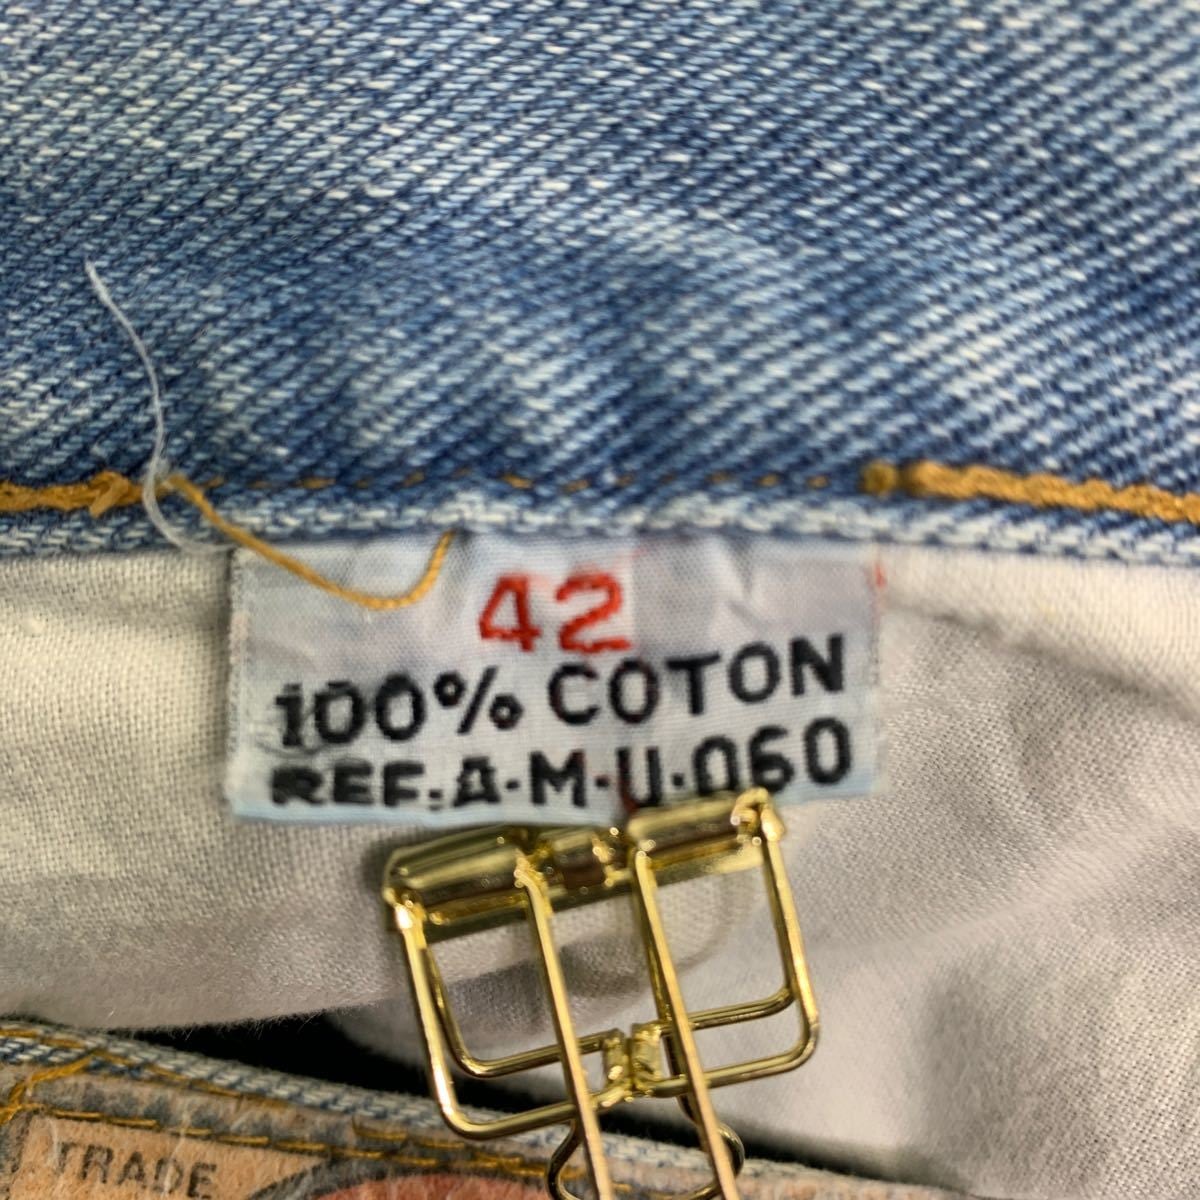 42
100% COTON
REF:A-M-U-060
TRADE